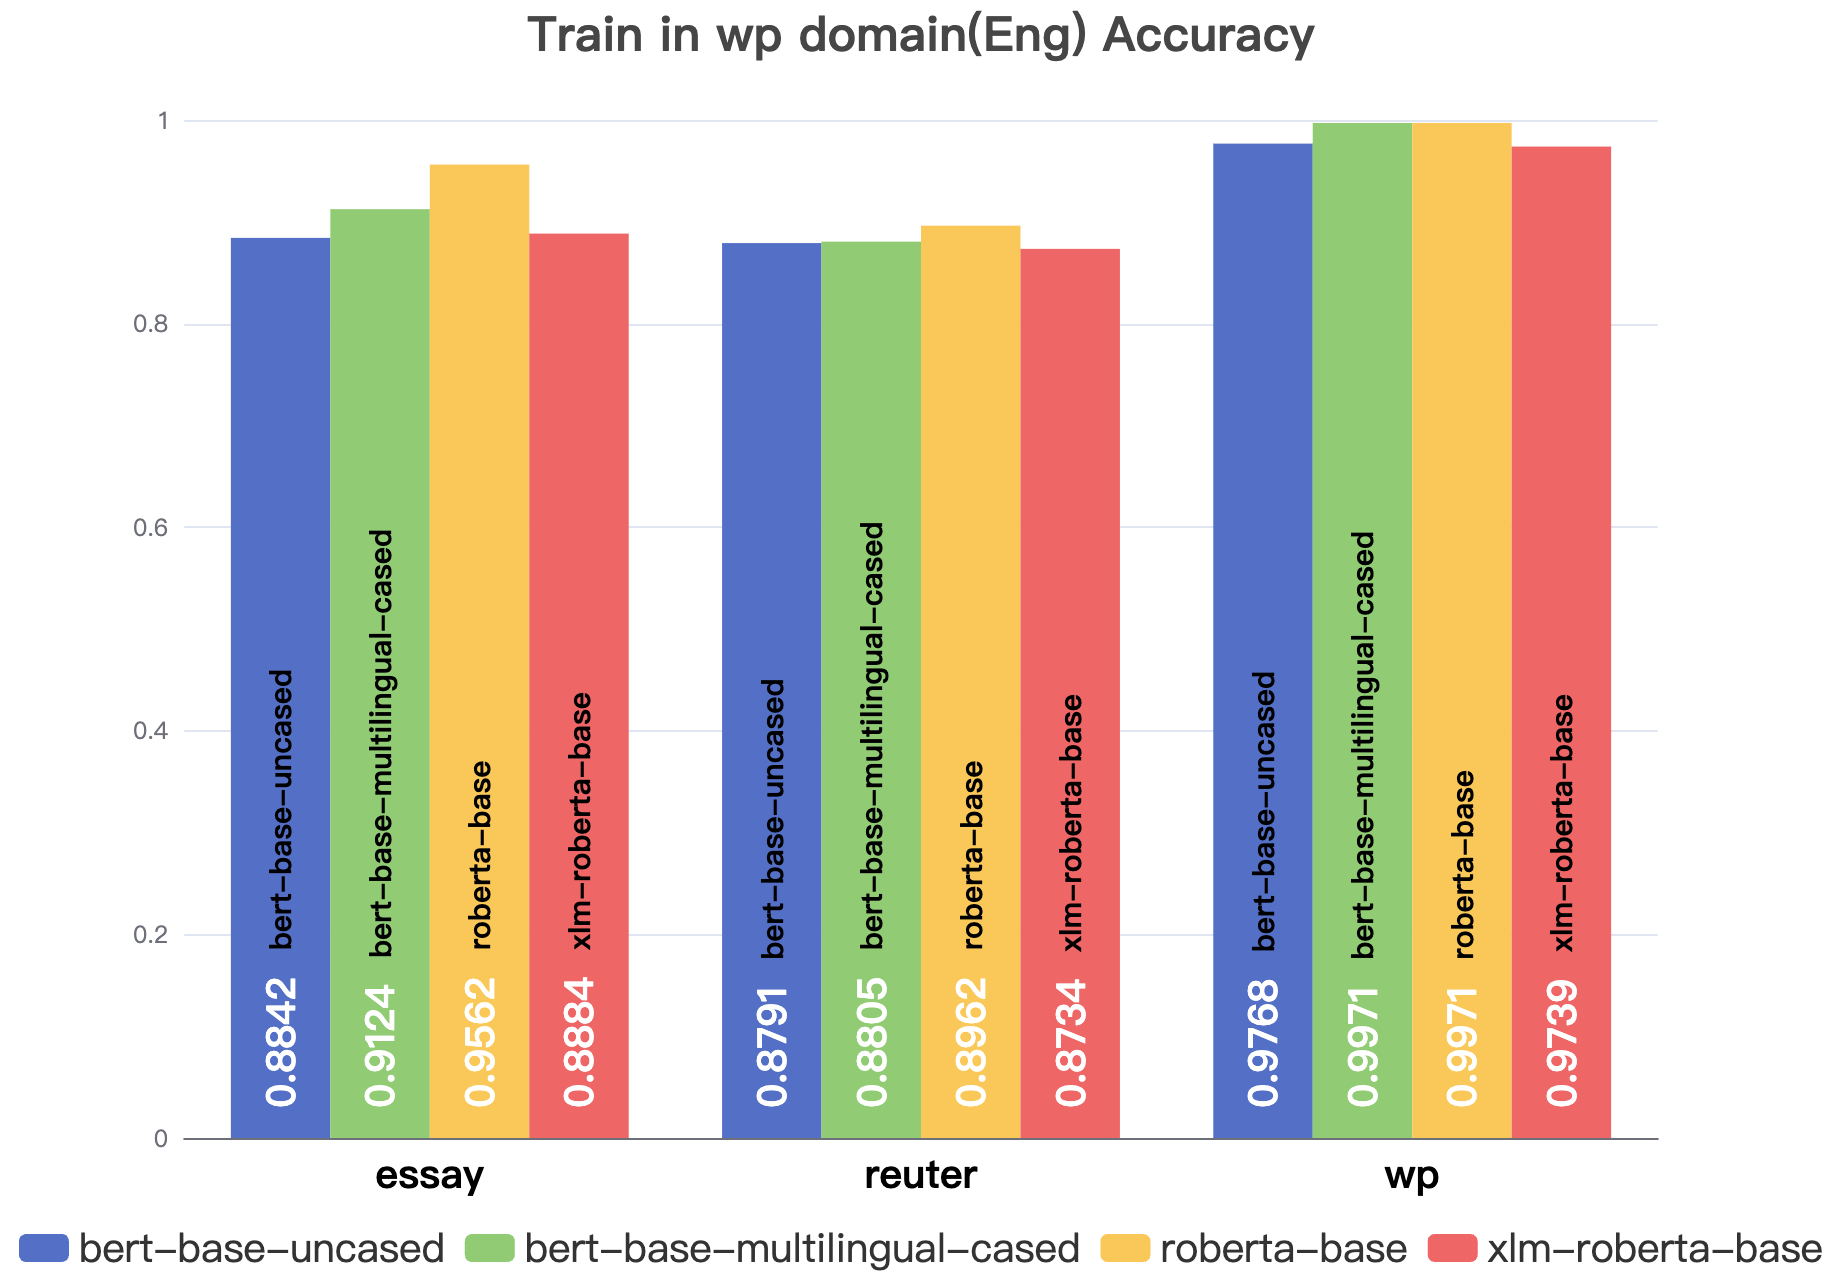 Train in wp domain(Eng) Accuracy
1
0.8
0.6
0.4
0.2
0
0.8842 bert-base-uncased
0.9124 bert-base-multilingual-cased
0.9562 roberta-base
0.8884 xlm-roberta-base
0.8791 bert-base-uncased
0.8805 bert-base-multilingual-cased
0.8962 roberta-base
0.8734 xlm-roberta-base
0.9768 bert-base-uncased
0.9971 bert-base-multilingual-cased
0.9971 roberta-base
0.9739 xlm-roberta-base
essay reuter wp
bert-base-uncased bert-base-multilingual-cased roberta-base xlm-roberta-base